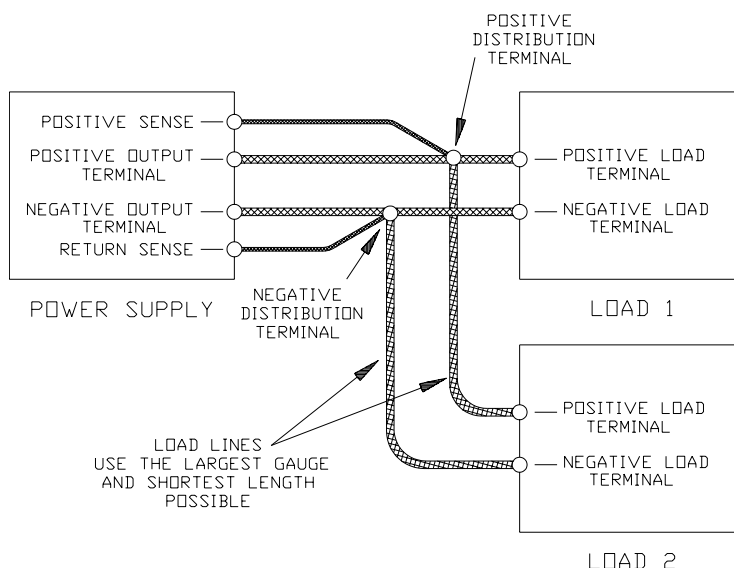 POSITIVE
DISTRIBUTION
TERMINAL
POSITIVE SENSE
POSITIVE OUTPUT
TERMINAL
NEGATIVE OUTPUT
TERMINAL
RETURN SENSE
POWER SUPPLY
POSITIVE LOAD
TERMINAL
NEGATIVE LOAD
TERMINAL
LOAD 1
NEGATIVE
DISTRIBUTION
TERMINAL
LOAD LINES
USE THE LARGEST GAUGE
AND SHORTEST LENGTH
POSSIBLE
POSITIVE LOAD
TERMINAL
NEGATIVE LOAD
TERMINAL
LOAD 2